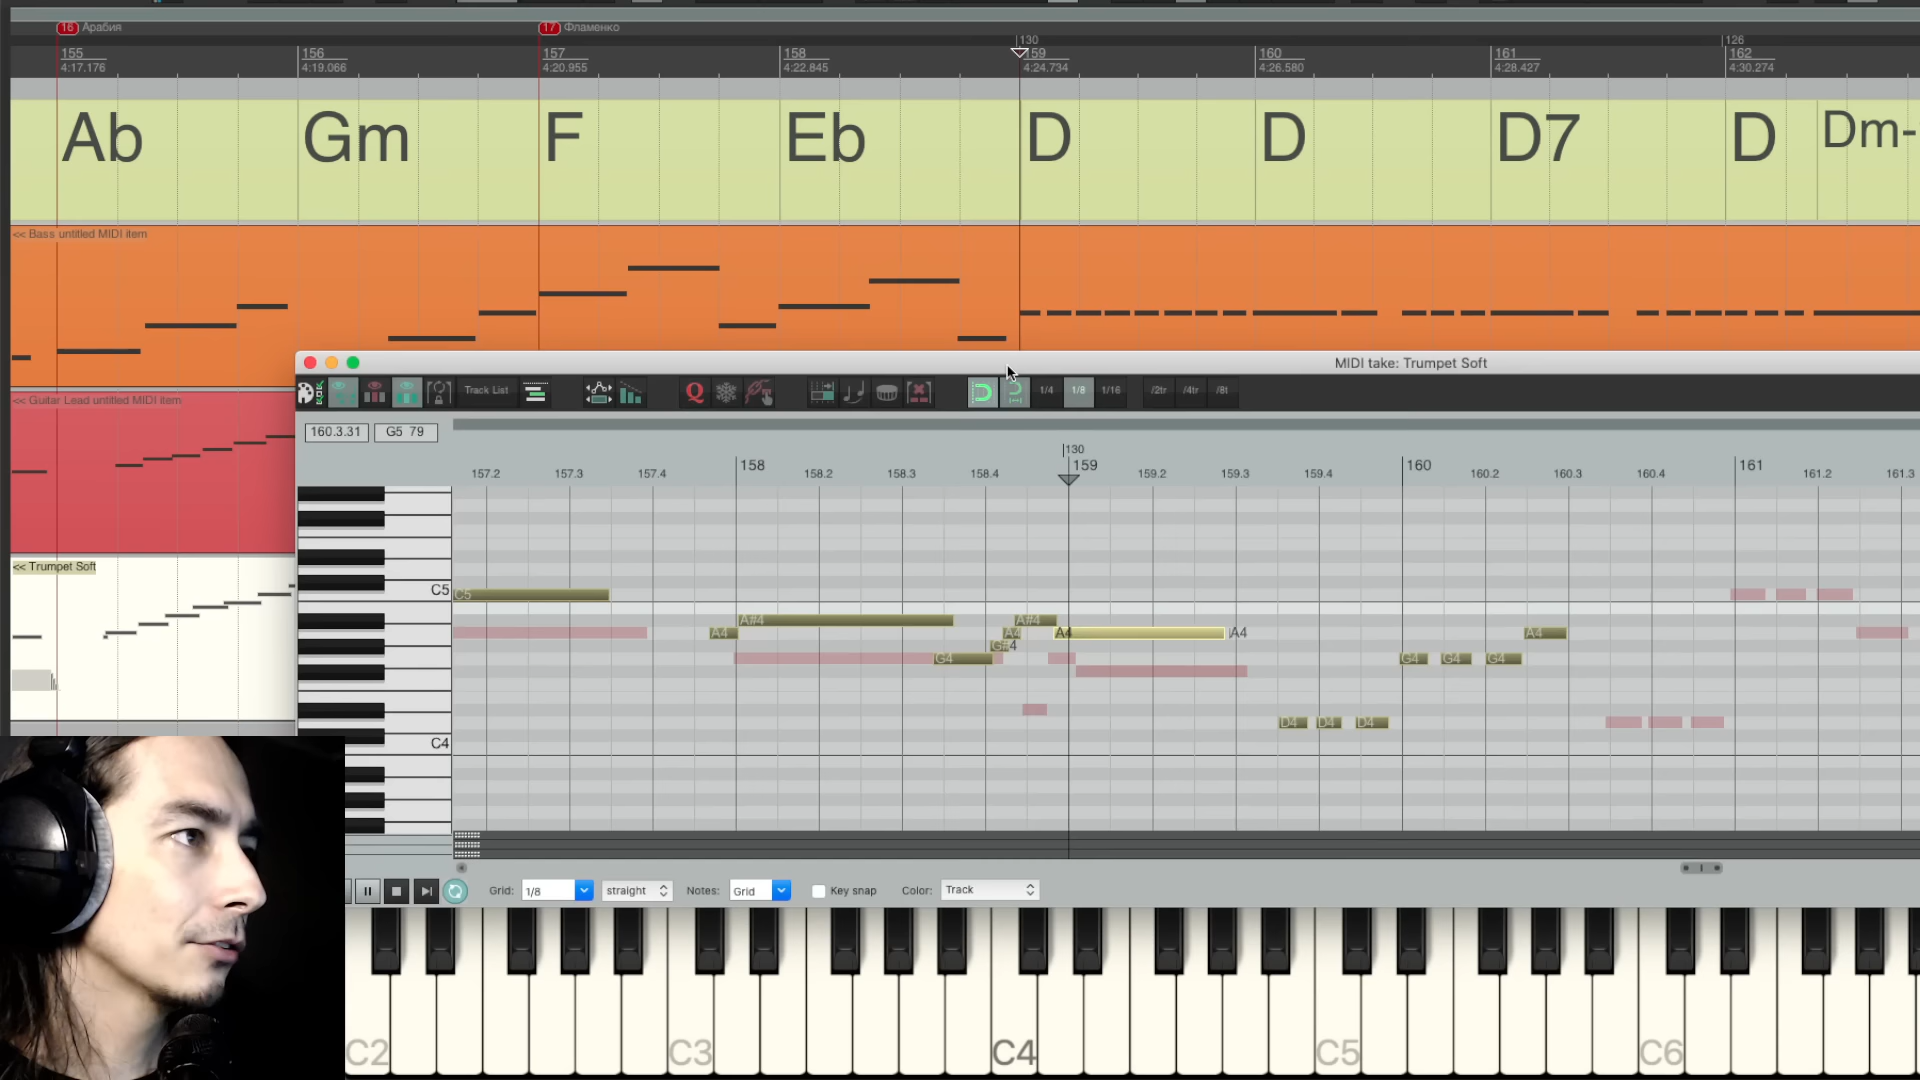 16 Арабия
17 Фламенко
130
126
155
156
157
158
159
160
161
162
4:17.176
4:19.066
4:20.955
4:22.845
4:24.734
4:26.580
4:28.427
4:30.274
Ab
Gm
F
Eb
D
D
D7
D
Dm-
<< Bass untitled MIDI item
MIDI take: Trumpet Soft
Track List
Q
1/4
1/8
1/16
/2tr
/4tr
/8t
<< Guitar Lead untitled MIDI item
160.3.31
G5 79
130
157.2
157.3
157.4
158
158.2
158.3
158.4
159
159.2
159.3
159.4
160
160.2
160.3
160.4
161
161.2
161.3
<< Trumpet Soft
C5
C5
A#4
A#4
A4
A4
A4
A4
A4
G#4
G4
G4
G4
G4
D4
D4
D4
C4
Grid:
1/8
straight
Notes:
Grid
Key snap
Color:
Track
C2
C3
C4
C5
C6